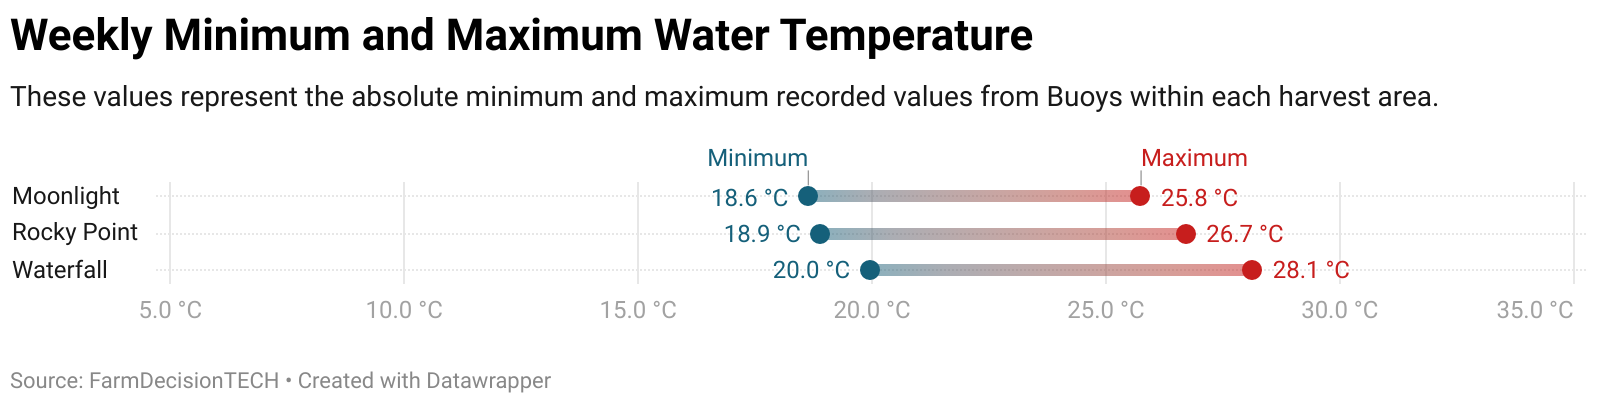 Weekly Minimum and Maximum Water Temperature
These values represent the absolute minimum and maximum recorded values from Buoys within each harvest area.
Minimum Maximum
Moonlight 18.6 °C 25.8 °C
Rocky Point 18.9 °C 26.7 °C
Waterfall 20.0 °C 28.1 °C
5.0 °C 10.0 °C 15.0 °C 20.0 °C 25.0 °C 30.0 °C 35.0 °C
Source: FarmDecisionTECH • Created with Datawrapper